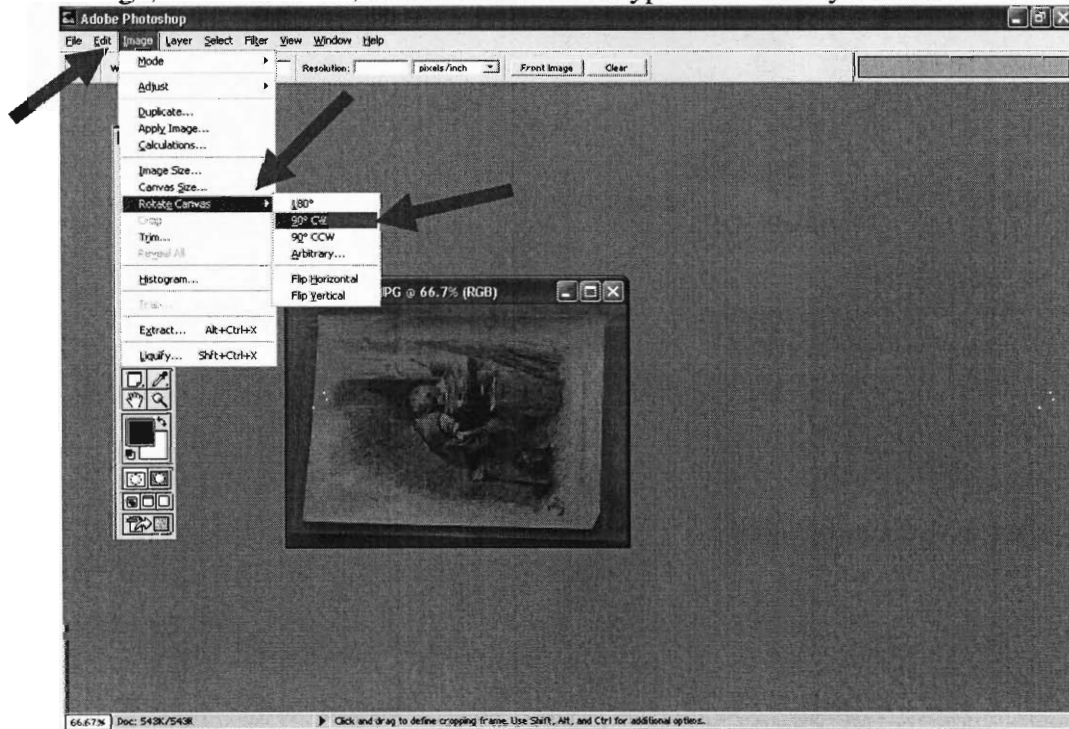 Adobe Photoshop
File Edit Image Layer Select Filter View Window Help
Resolution: pixels/inch Front Image Clear
Mode
Adjust
Duplicate...
Apply Image...
Calculations...
Image Size...
Canvas Size...
Rotate Canvas
Crop
Trim...
Reveal All
Histogram...
Trap...
Extract... Alt+Ctrl+X
Liquify... Shft+Ctrl+X
180°
90° CW
90° CCW
Arbitrary...
Flip Horizontal
Flip Vertical
JPG @ 66.7% (RGB)
66.67% Doc: 543K/543K Click and drag to define cropping frame. Use Shift, Alt, and Ctrl for additional options.